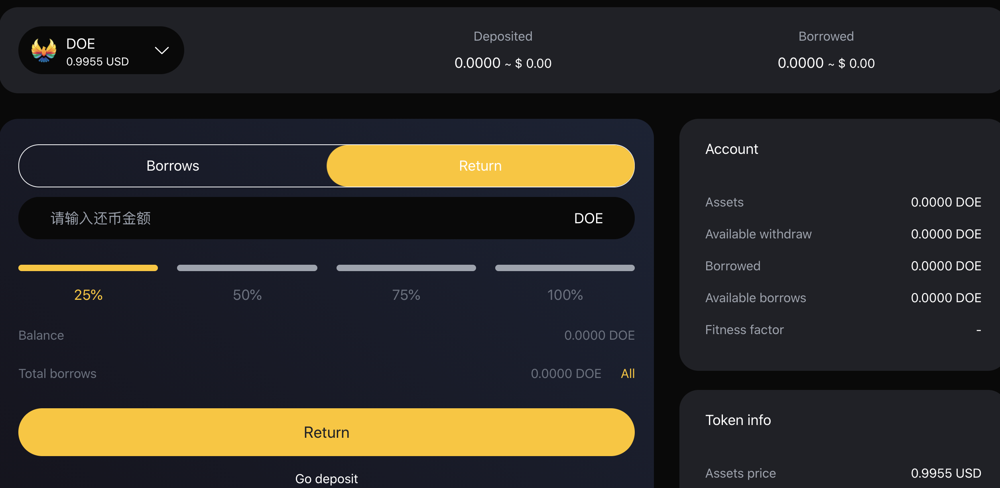 DOE
0.9955 USD
Deposited
0.0000 ~ $ 0.00
Borrowed
0.0000 ~ $ 0.00
Borrows
Return
请输入还币金额
DOE
25%
50%
75%
100%
Balance
0.0000 DOE
Total borrows
0.0000 DOE All
Return
Go deposit
Account
Assets
0.0000 DOE
Available withdraw
0.0000 DOE
Borrowed
0.0000 DOE
Available borrows
0.0000 DOE
Fitness factor
-
Token info
Assets price
0.9955 USD